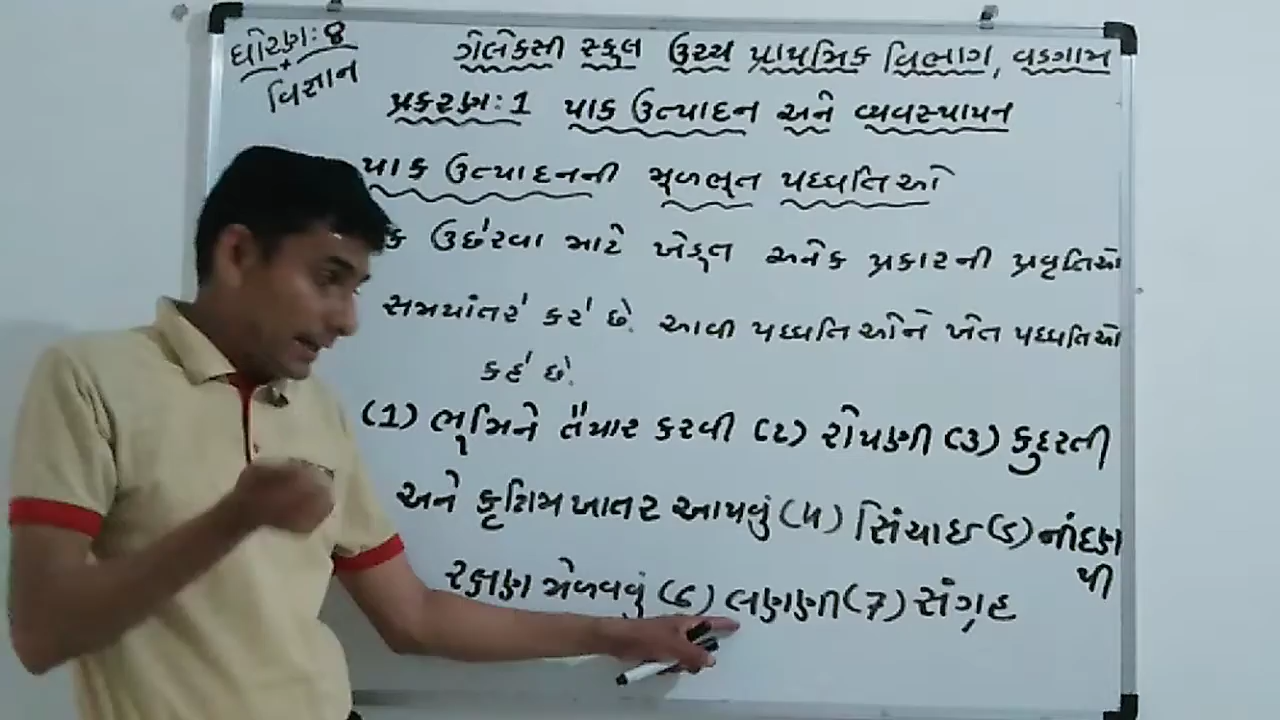 ધોરણ: ૪
+
વિજ્ઞાન
ગેલેક્સી સ્કુલ ઉચ્ચ પ્રાથમિક વિભાગ, વડગામ
પ્રકરણ: 1 પાક ઉત્પાદન અને વ્યવસ્થાપન
પાક ઉત્પાદનની મૂળભૂત પધ્ધતિઓ
ક ઉછેરવા માટે ખેડૂત અનેક પ્રકારની પ્રવૃતિઓ
સમયાંતરે કરે છે. આવી પધ્ધતિઓને ખેત પધ્ધતિઓ
કહે છે.
(1) ભૂમિને તૈયાર કરવી (૨) રોપણી (૩) કુદરતી
અને કૃત્રિમ ખાતર આપવું (૪) સિંચાઇ (૫) નીંદણ
થી
રક્ષણ મેળવવું (૬) લણણી (૭) સંગ્રહ